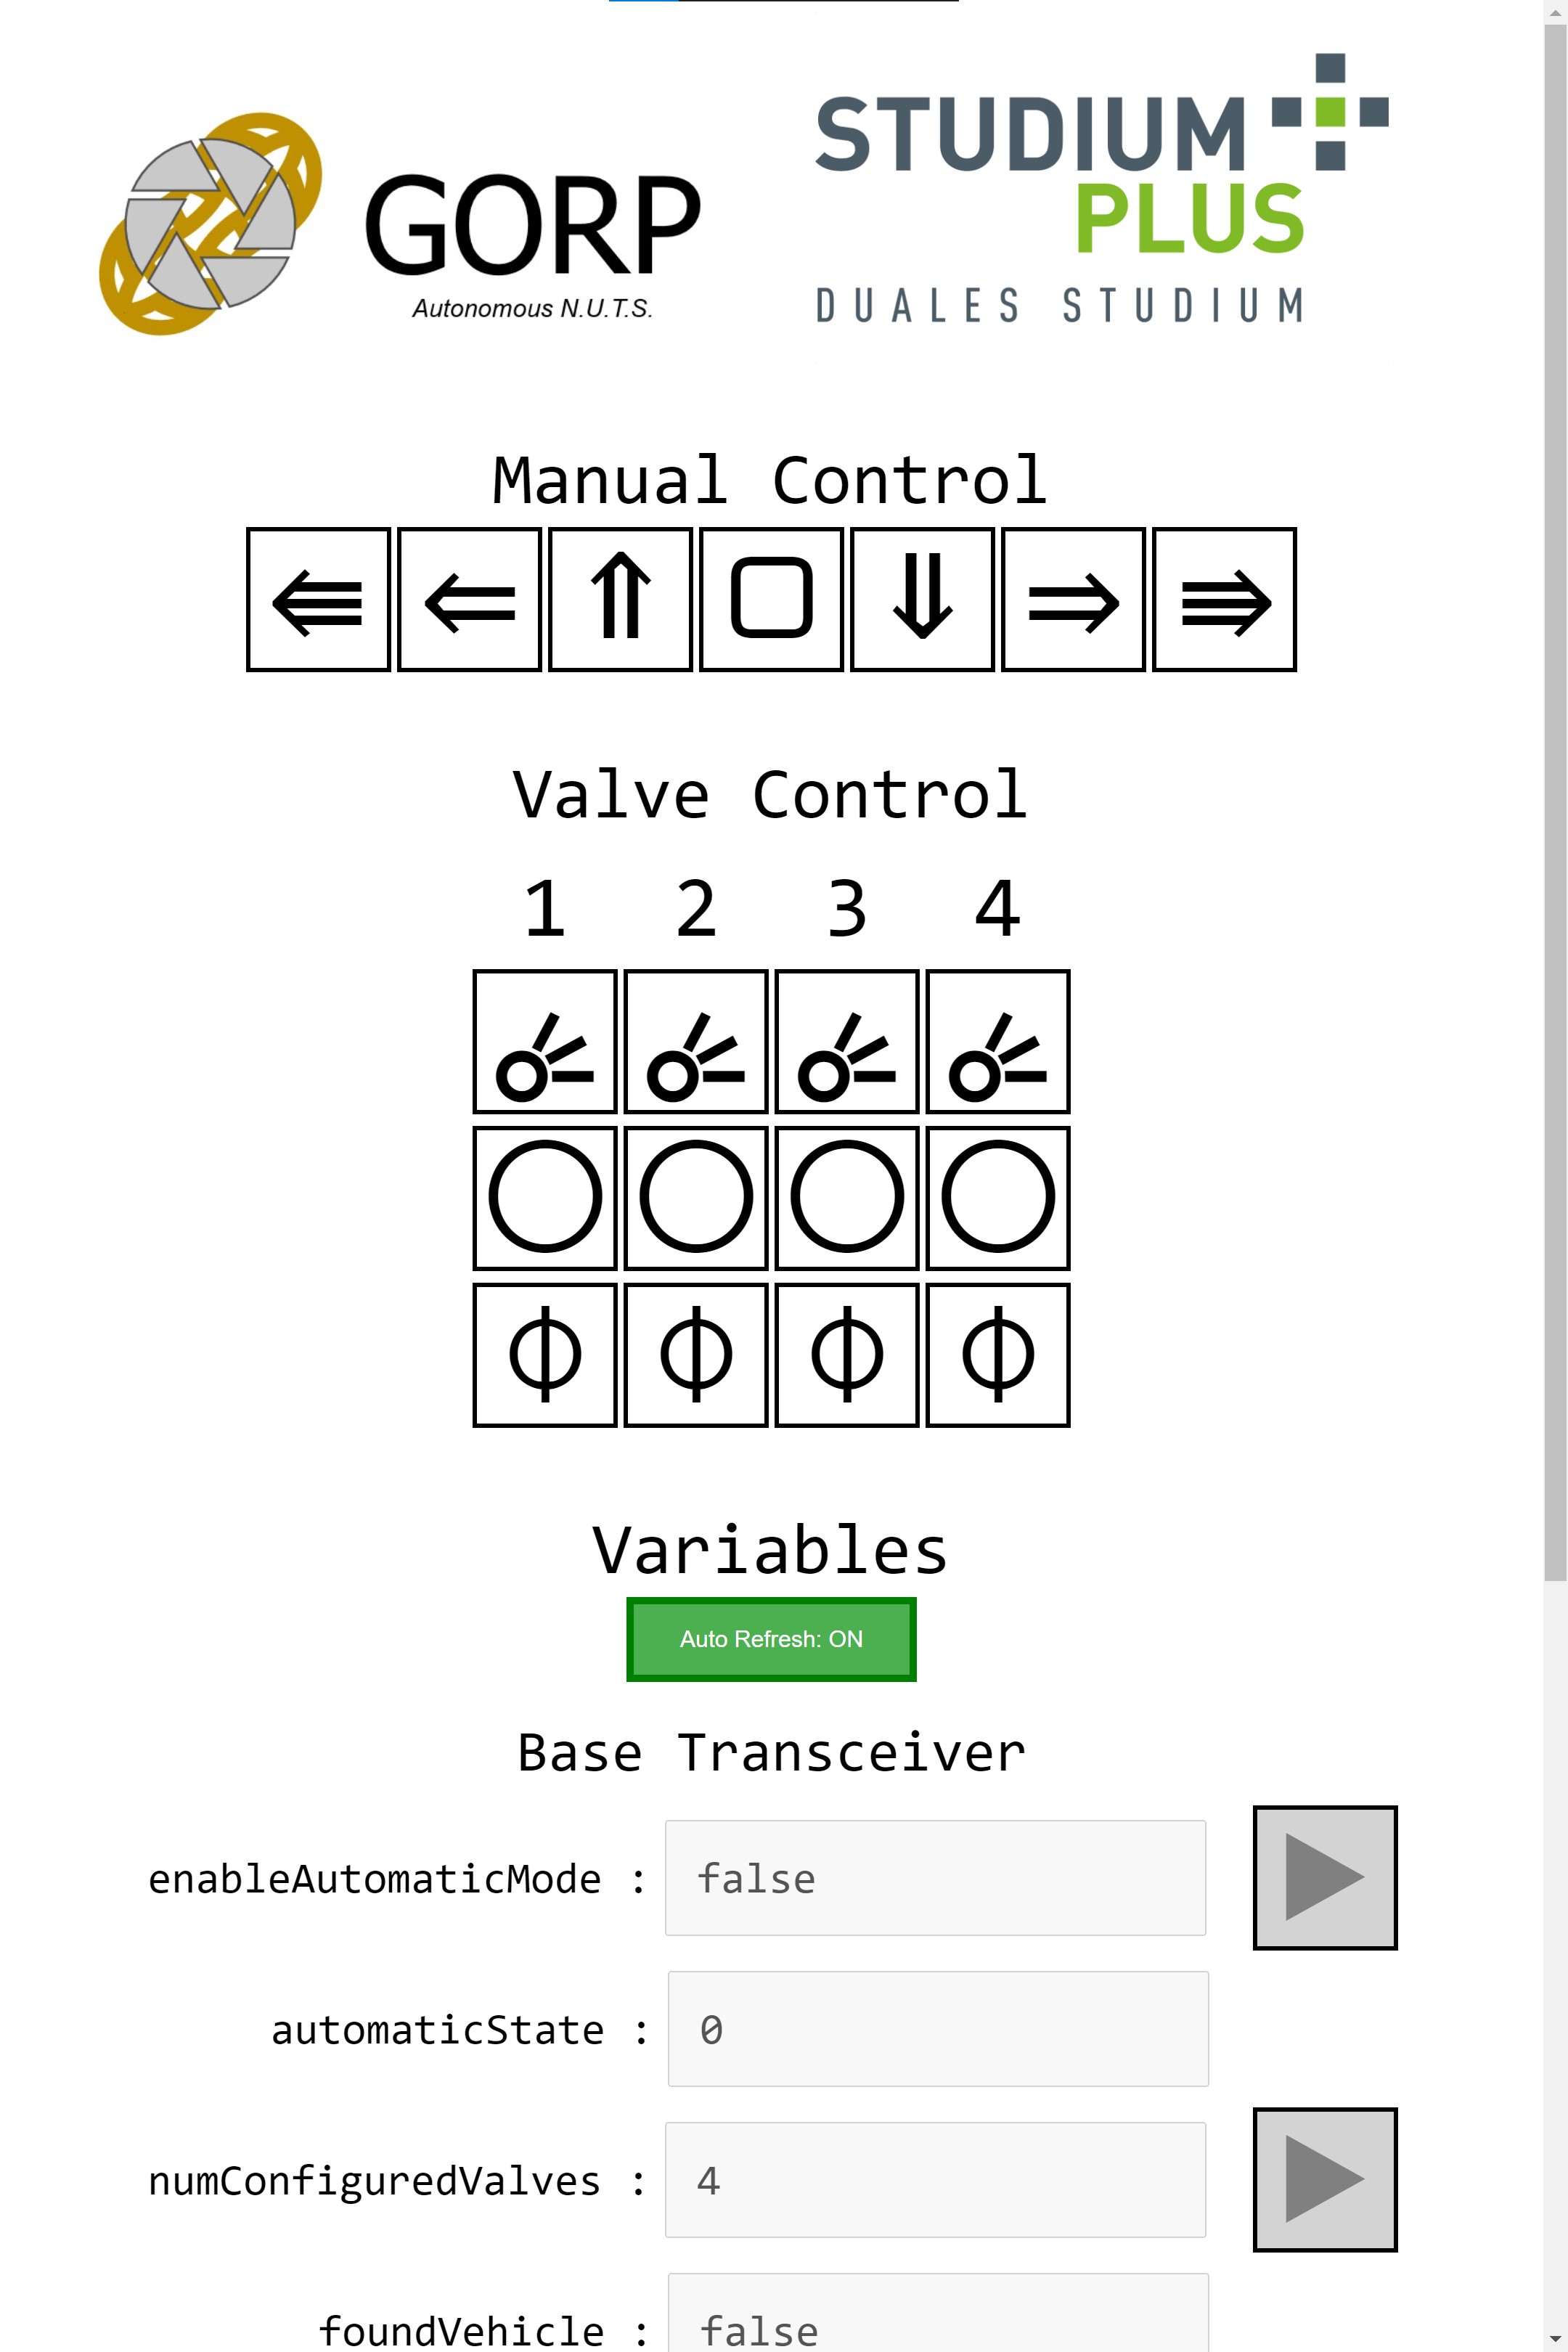 GORP
Autonomous N.U.T.S.
STUDIUM
PLUS
DUALES STUDIUM
Manual Control
⇚ ⇐ ⇑ ▢ ⇓ ⇒ ⇛
Valve Control
1 2 3 4
Variables
Auto Refresh: ON
Base Transceiver
enableAutomaticMode : false
automaticState : 0
numConfiguredValves : 4
foundVehicle : false